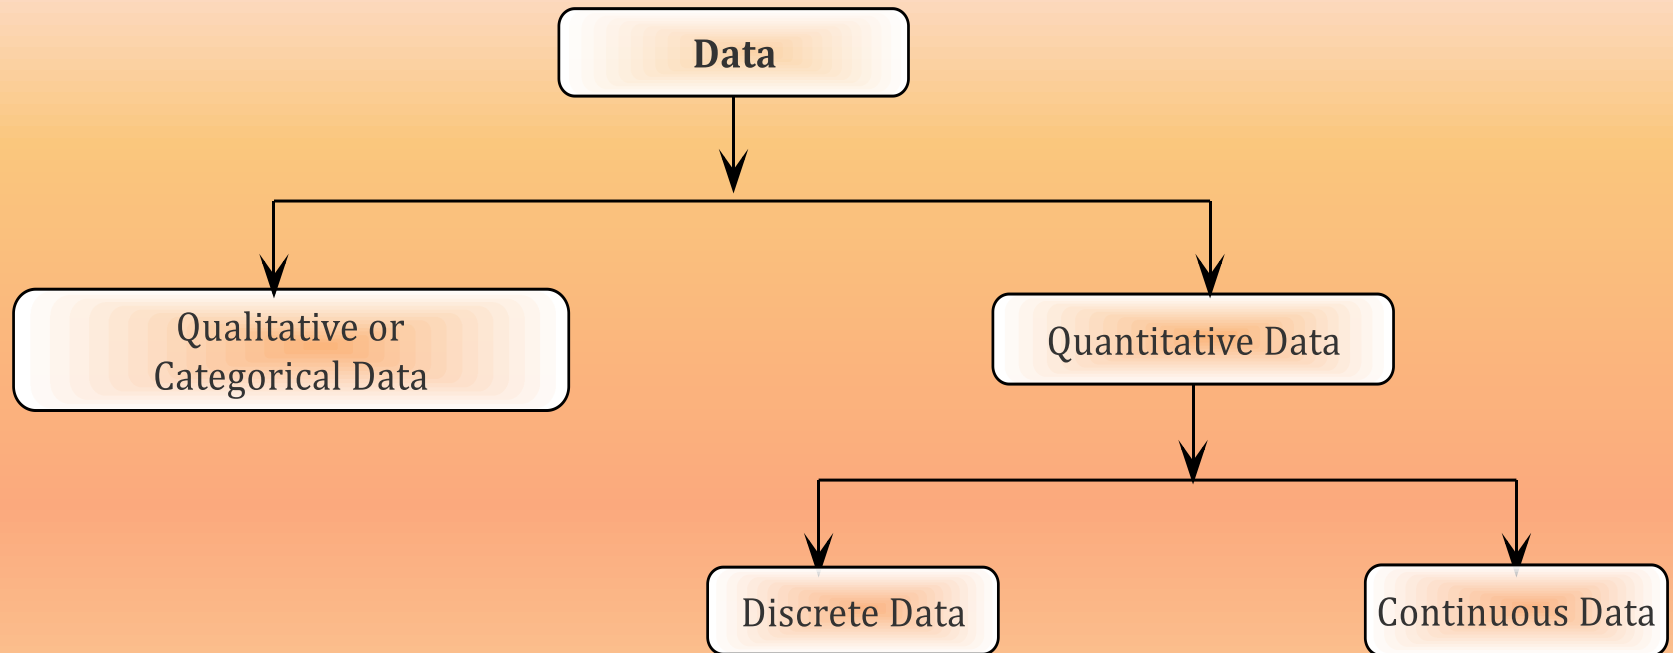 Data
Qualitative or
Categorical Data
Quantitative Data
Discrete Data
Continuous Data